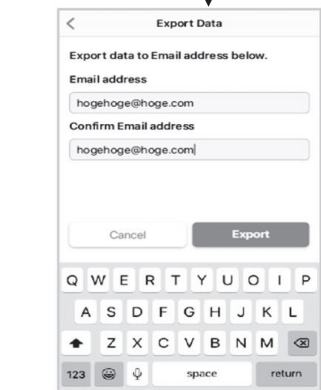 Export Data
Export data to Email address below.
Email address
hogehoge@hoge.com
Confirm Email address
hogehoge@hoge.com
Cancel
Export
Q W E R T Y U O I P
A S D F G H J K L
Z X C V B N M
123
space
return